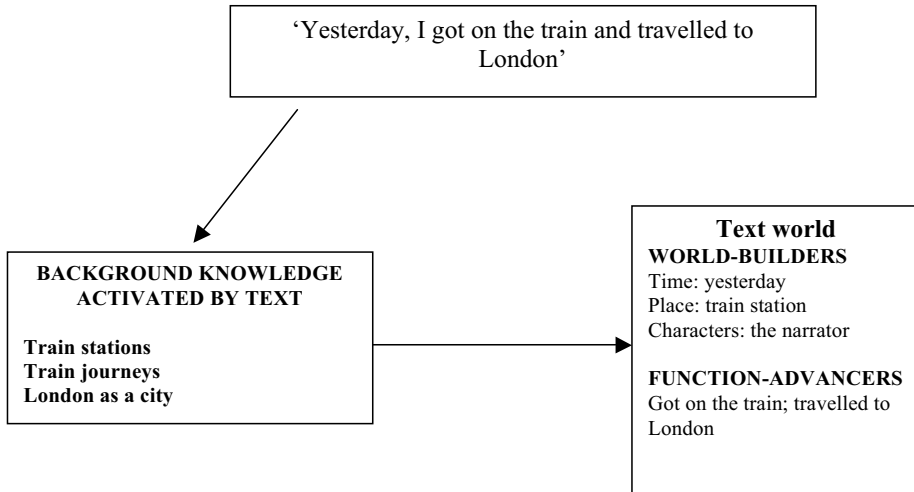 ‘Yesterday, I got on the train and travelled to
London’
BACKGROUND KNOWLEDGE
ACTIVATED BY TEXT
Train stations
Train journeys
London as a city
Text world
WORLD-BUILDERS
Time: yesterday
Place: train station
Characters: the narrator
FUNCTION-ADVANCERS
Got on the train; travelled to
London